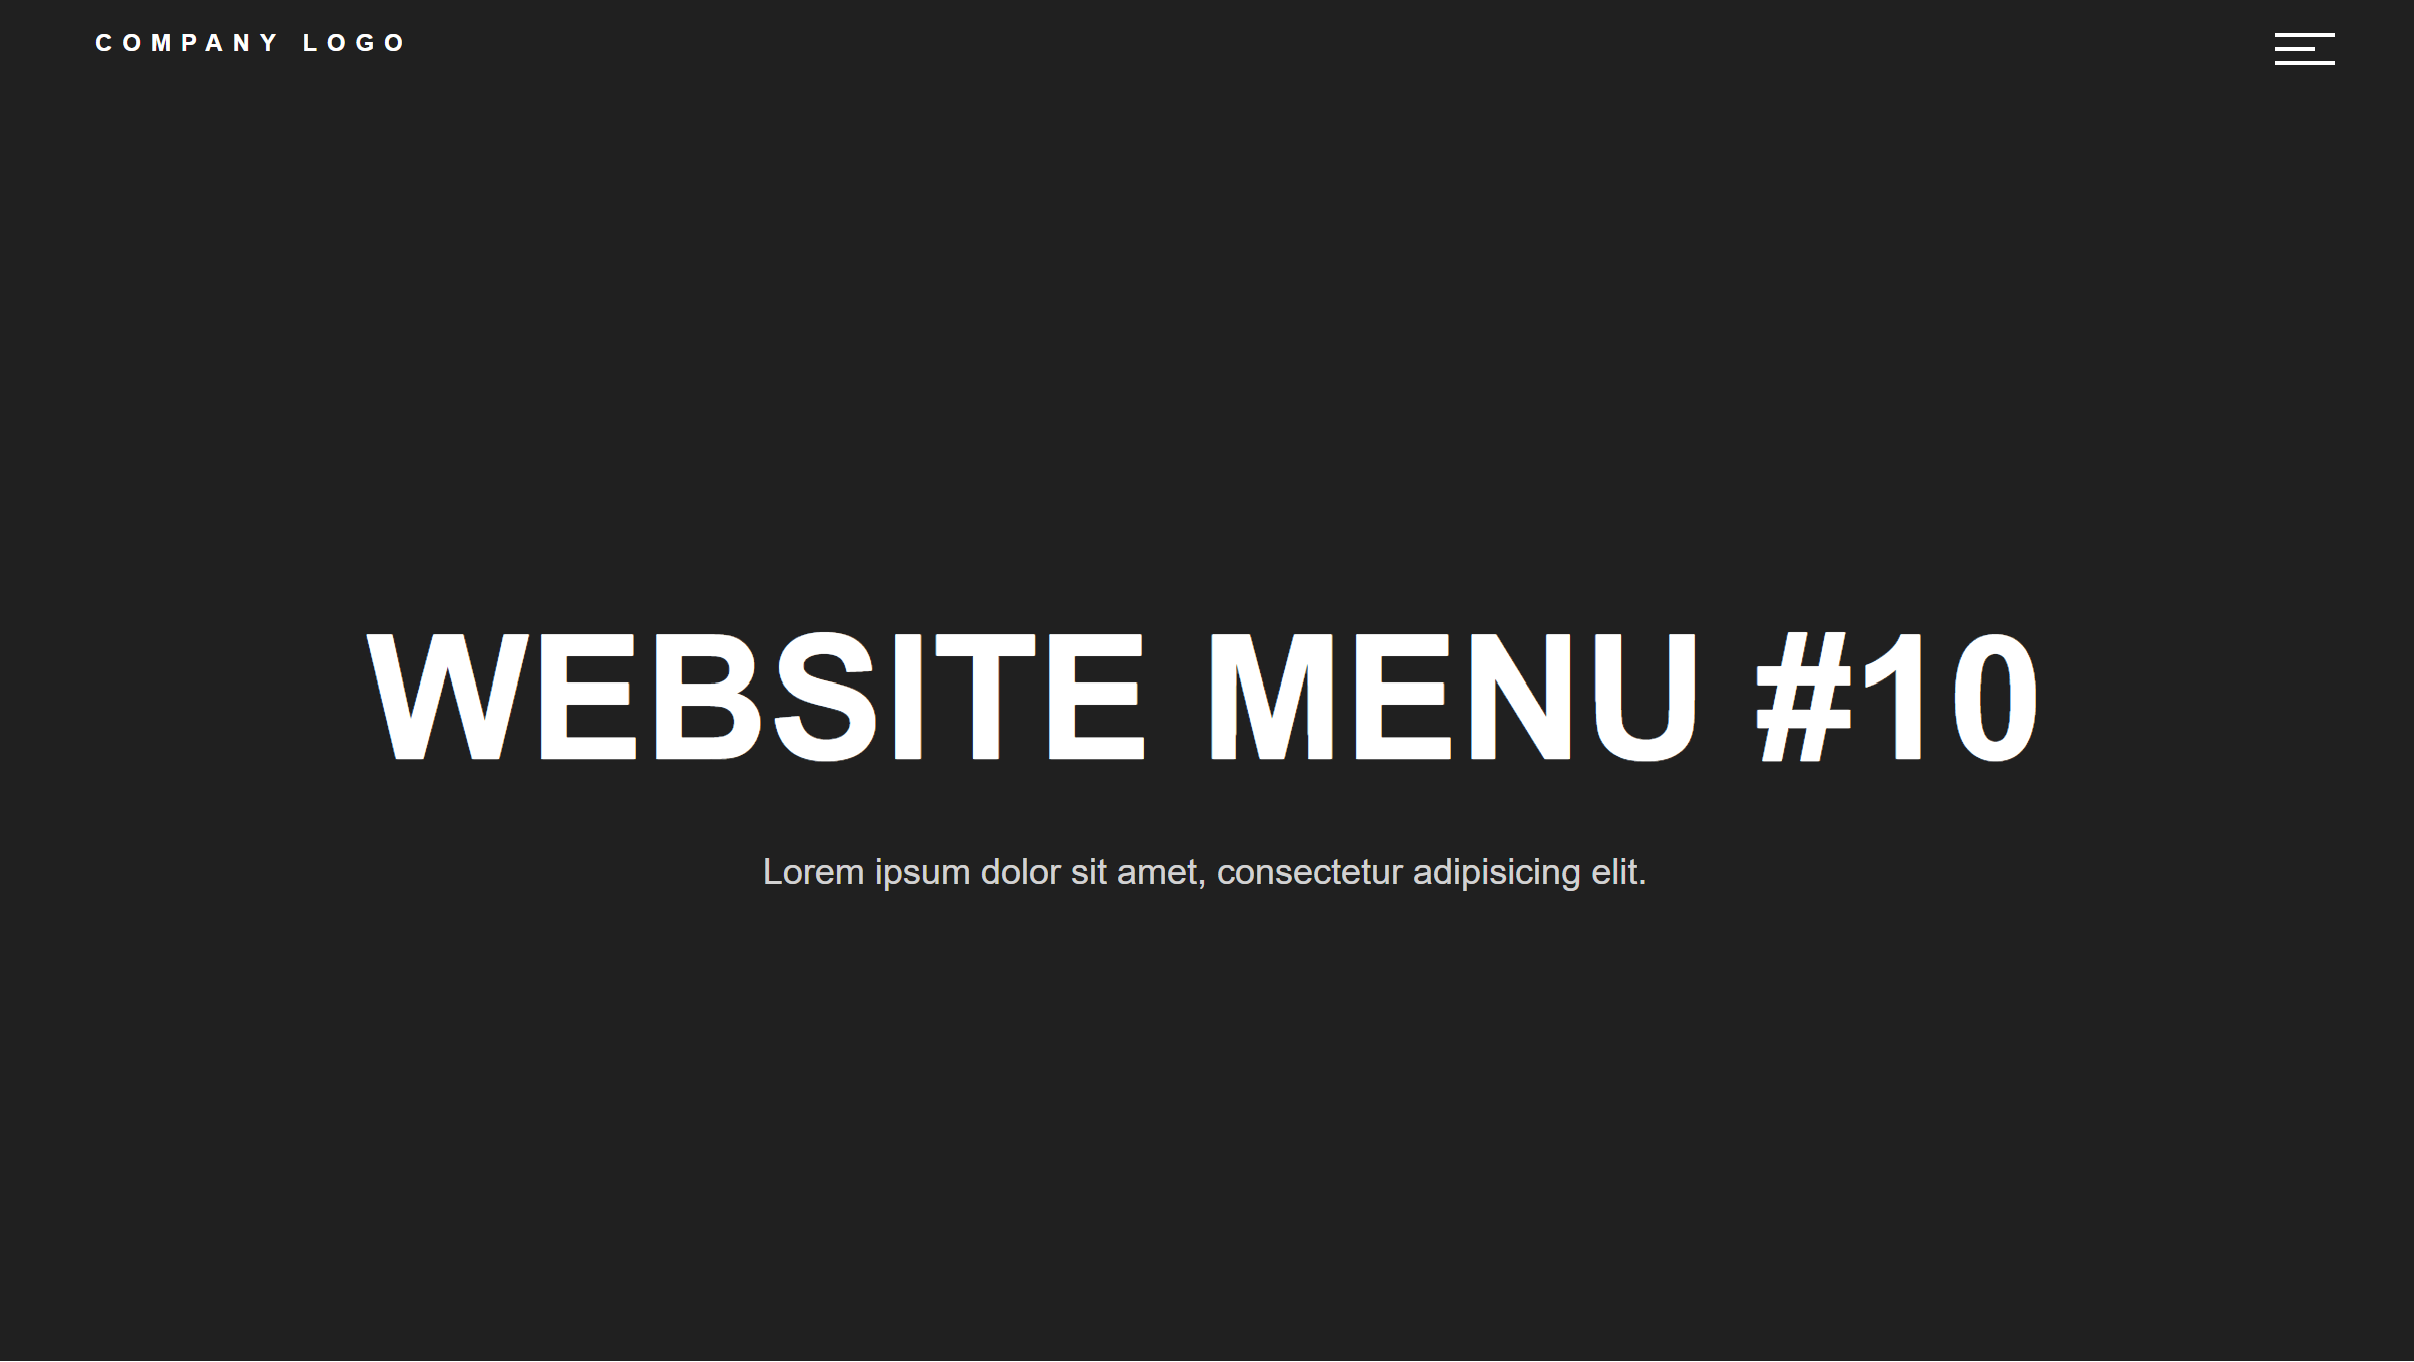 COMPANY LOGO
WEBSITE MENU #10
Lorem ipsum dolor sit amet, consectetur adipisicing elit.